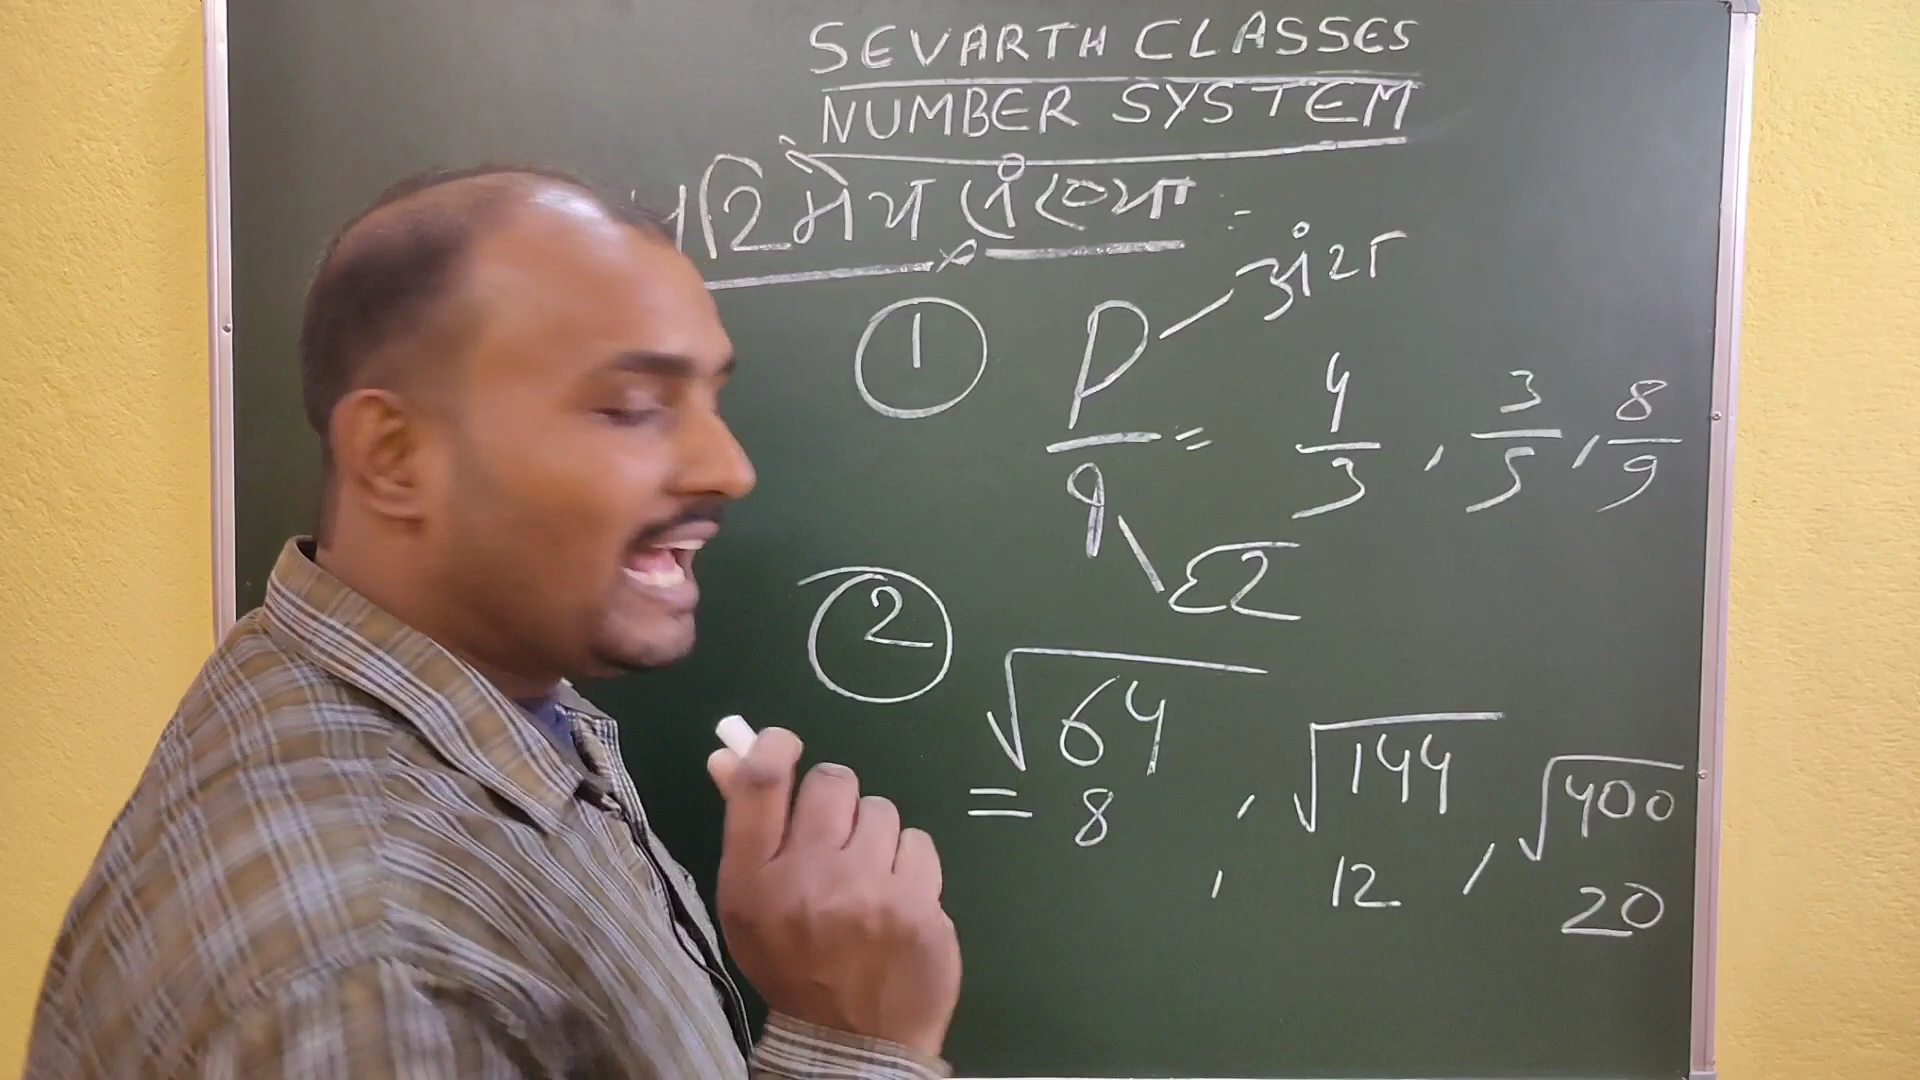 SEVARTH CLASSES
NUMBER SYSTEM
परिमेय संख्या :-
① P/q = 4/3 , 3/5 , 8/9
अंश
हर
② √64 , √144 , √400
= 8 , 12 , 20